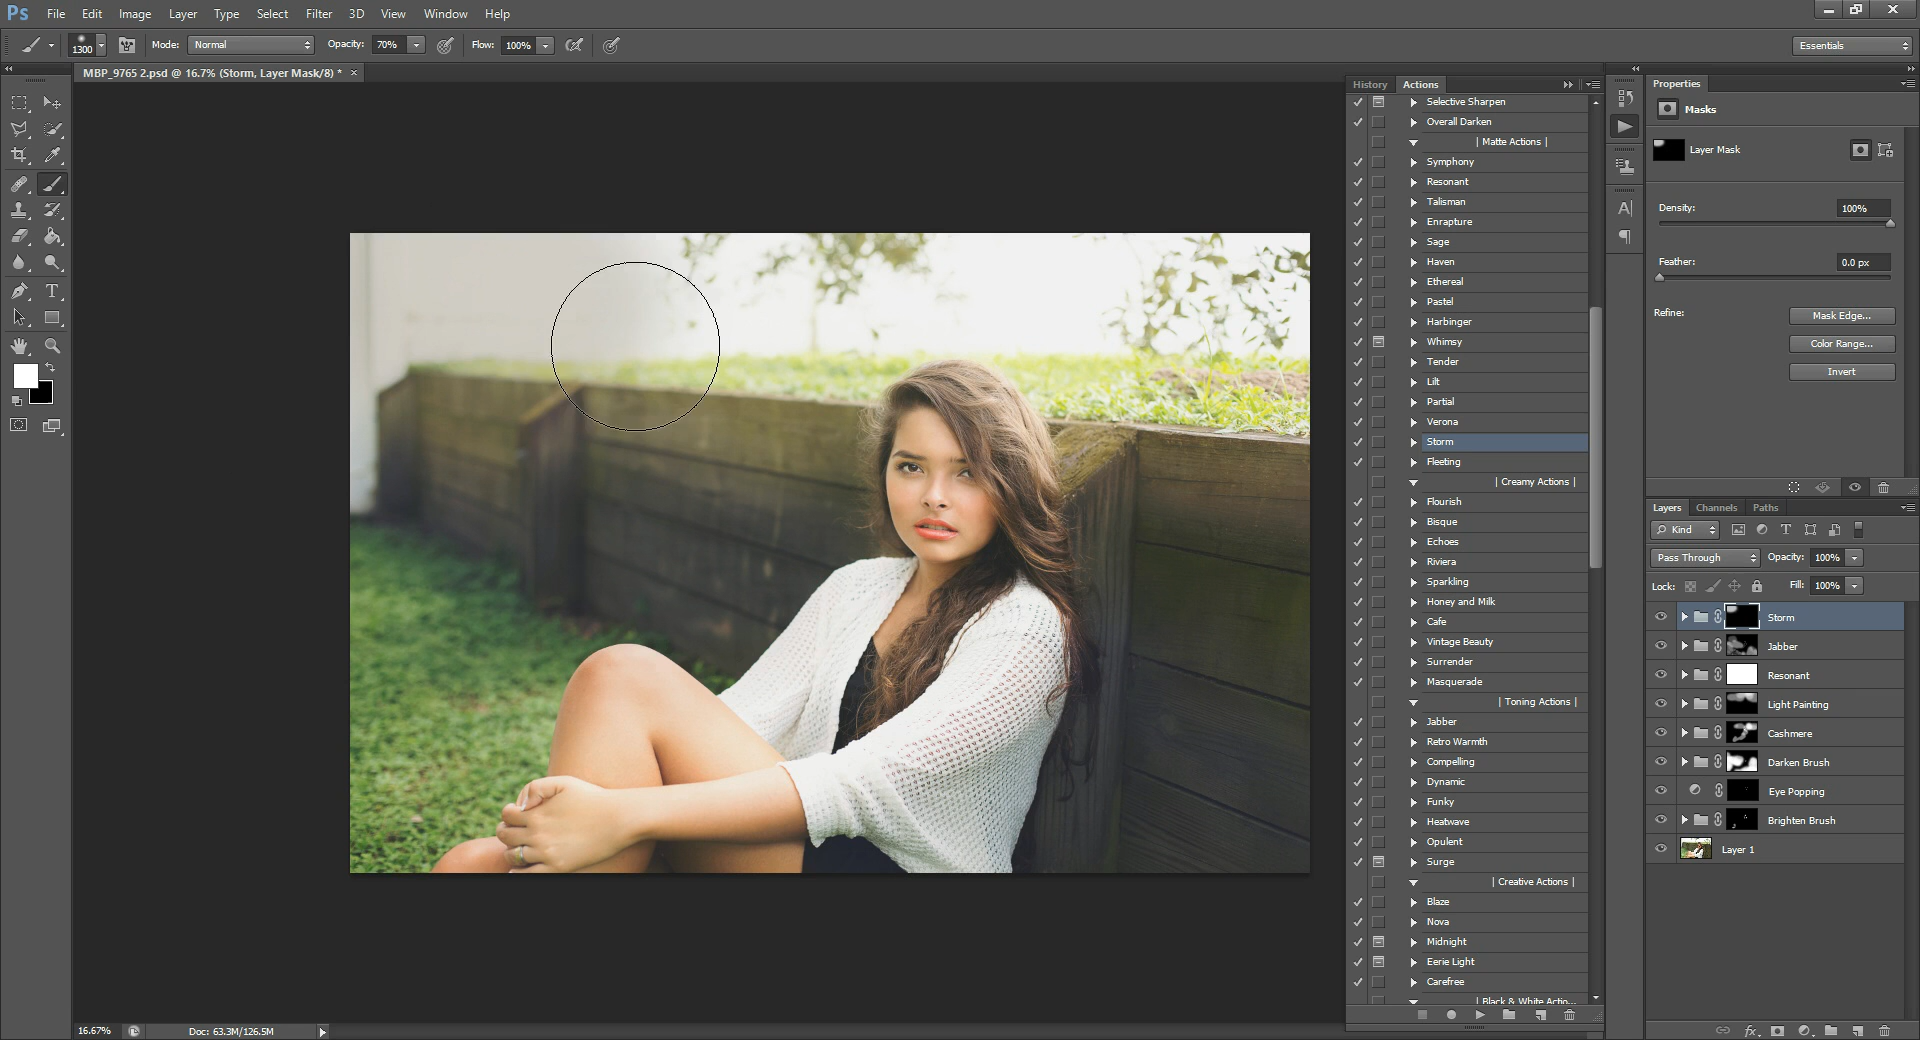 Ps File Edit Image Layer Type Select Filter 3D View Window Help
1300 Mode: Normal Opacity: 70% Flow: 100% Essentials
MBP_9765 2.psd @ 16.7% (Storm, Layer Mask/8) * ×
History Actions
Selective Sharpen
Overall Darken
| Matte Actions |
Symphony
Resonant
Talisman
Enrapture
Sage
Haven
Ethereal
Pastel
Harbinger
Whimsy
Tender
Lilt
Partial
Verona
Storm
Fleeting
| Creamy Actions |
Flourish
Bisque
Echoes
Riviera
Sparkling
Honey and Milk
Cafe
Vintage Beauty
Surrender
Masquerade
| Toning Actions |
Jabber
Retro Warmth
Compelling
Dynamic
Funky
Heatwave
Opulent
Surge
| Creative Actions |
Blaze
Nova
Midnight
Eerie Light
Carefree
| Black & White Actio...
Properties
Masks
Layer Mask
Density: 100%
Feather: 0.0 px
Refine: Mask Edge...
Color Range...
Invert
Layers Channels Paths
Kind
Pass Through Opacity: 100%
Lock: Fill: 100%
Storm
Jabber
Resonant
Light Painting
Cashmere
Darken Brush
Eye Popping
Brighten Brush
Layer 1
16.67% Doc: 63.3M/126.5M